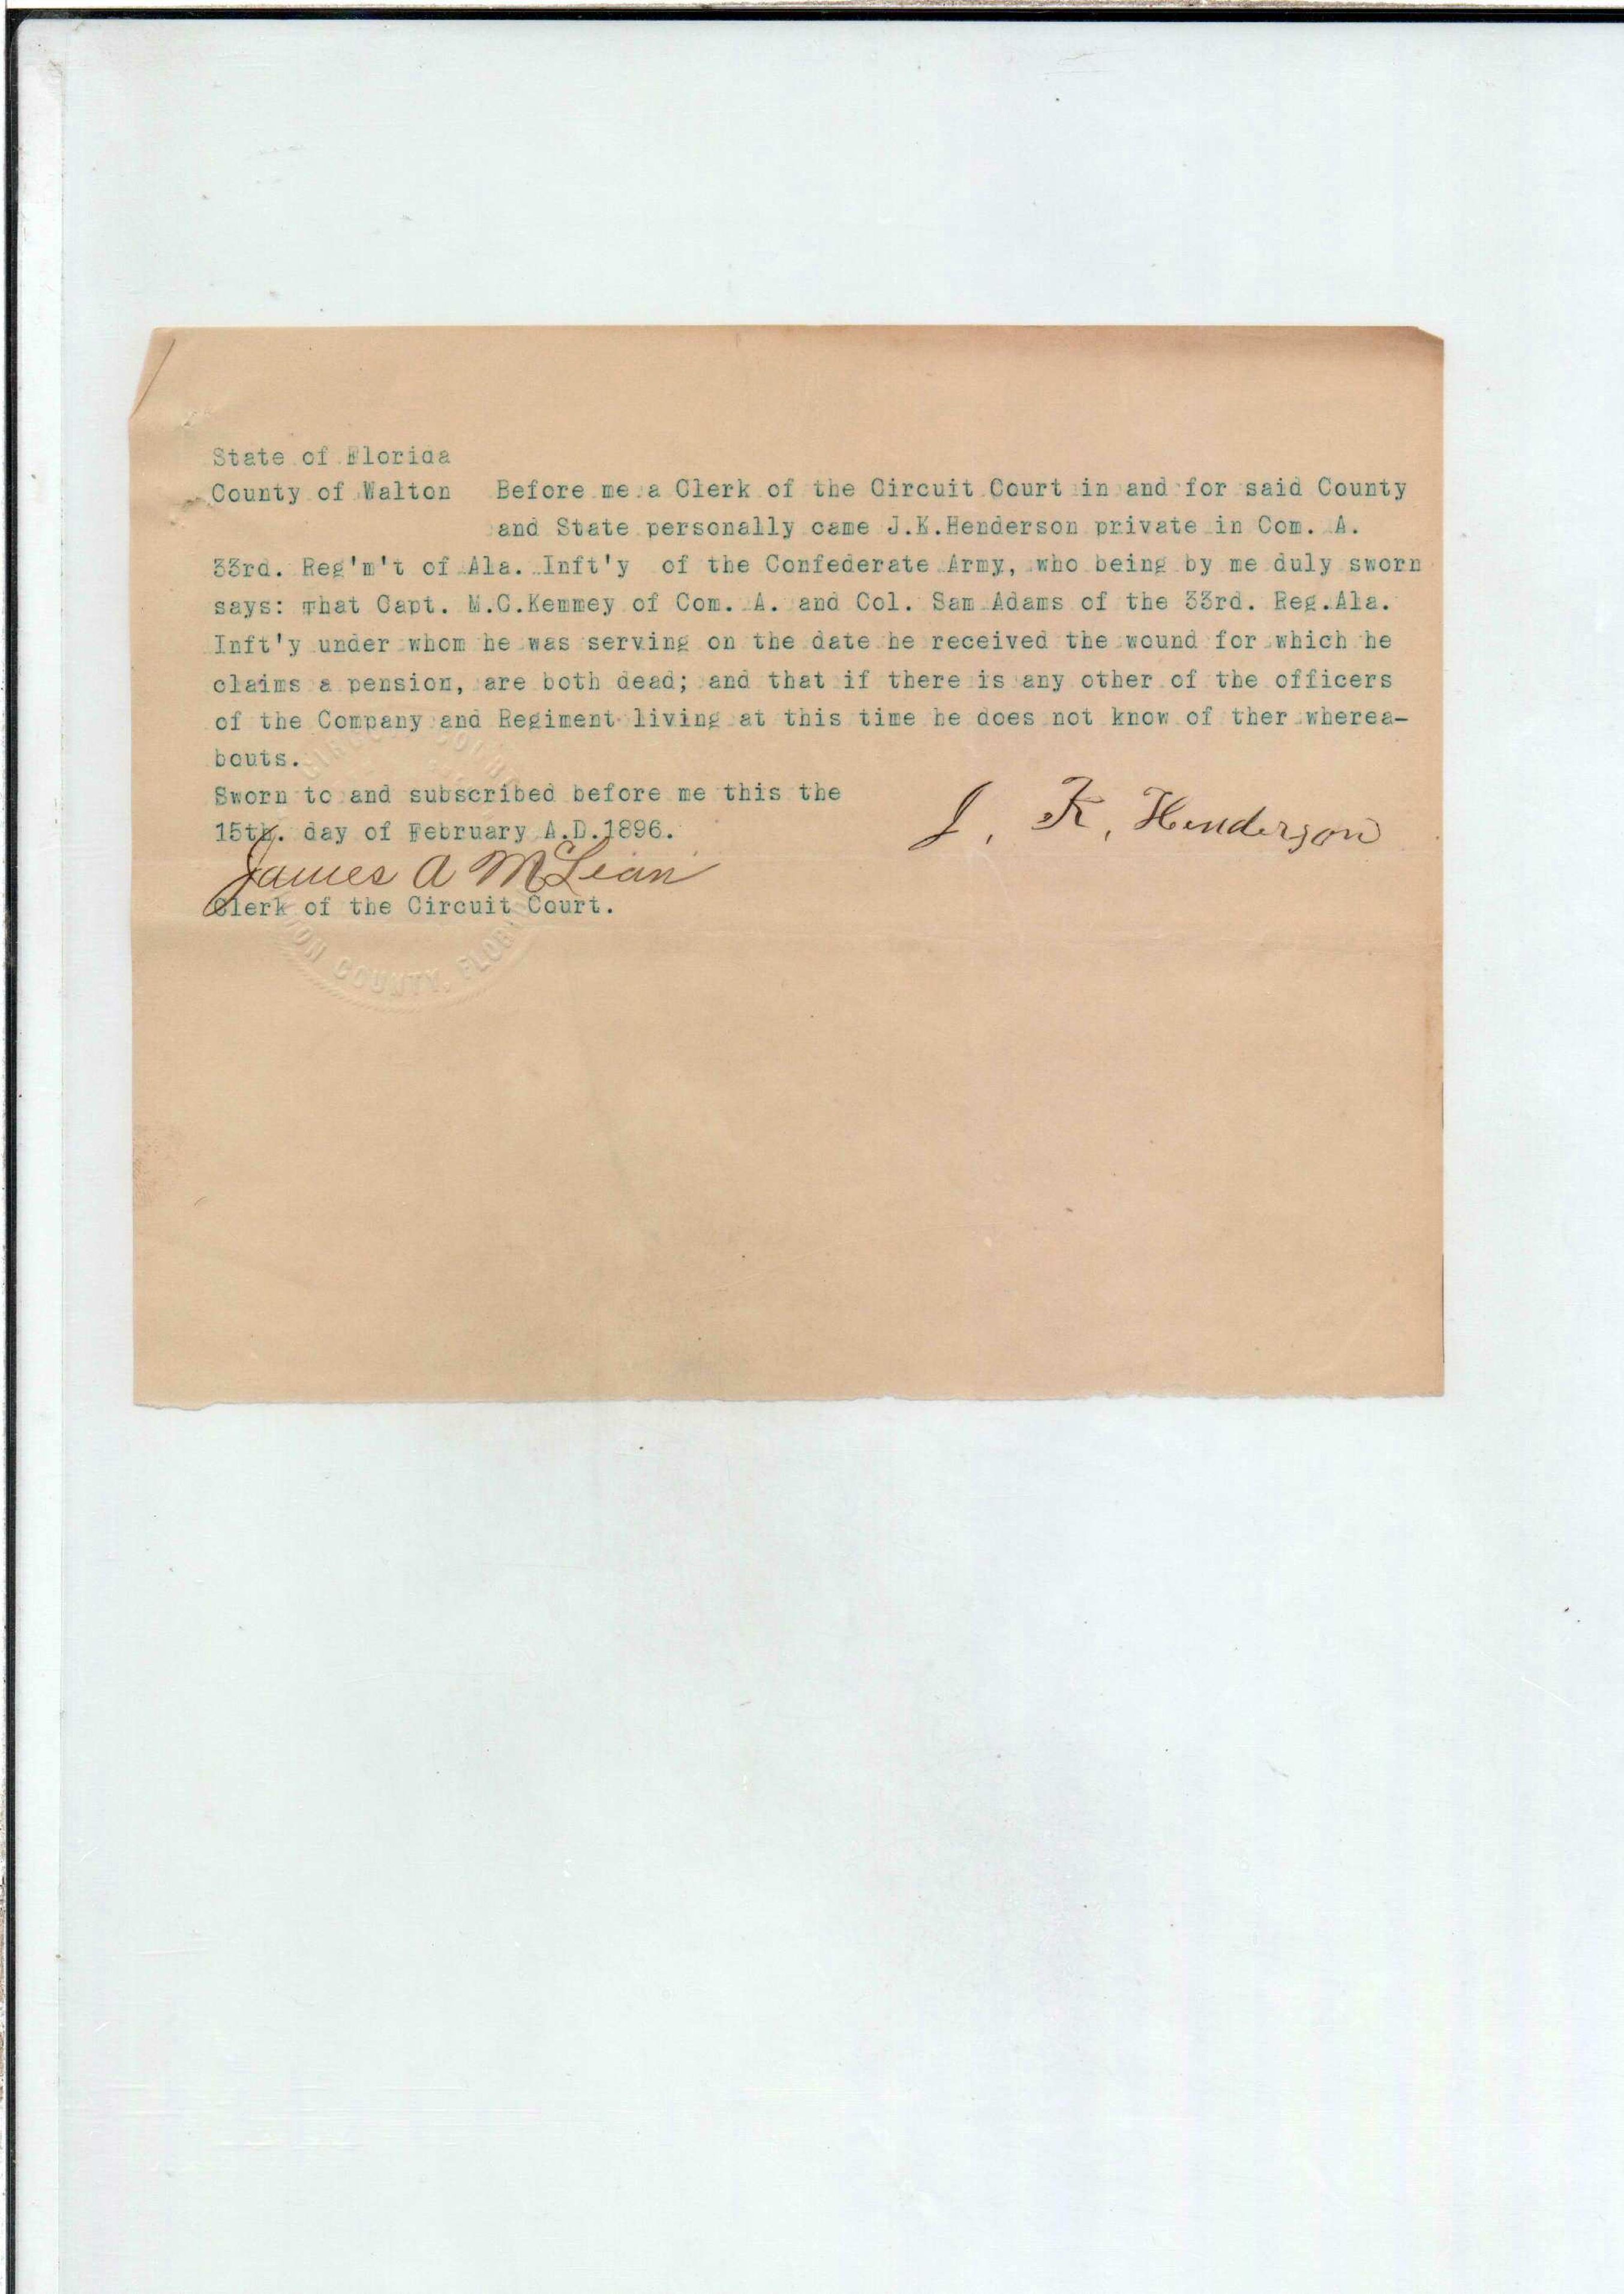 State of Florida
County of Walton Before me a Clerk of the Circuit Court in and for said County
and State personally came J.K.Henderson private in Com. A.
33rd. Reg'm't of Ala. Inft'y of the Confederate Army, who being by me duly sworn
says: That Capt. M.C.Kemmey of Com. A. and Col. Sam Adams of the 33rd. Reg.Ala.
Inft'y under whom he was serving on the date he received the wound for which he
claims a pension, are both dead; and that if there is any other of the officers
of the Company and Regiment living at this time he does not know of ther wherea-
bouts.
Sworn to and subscribed before me this the
15th. day of February A.D.1896.
J. K. Henderson
James A McLean
Clerk of the Circuit Court.
COUNTY, FLORIDA